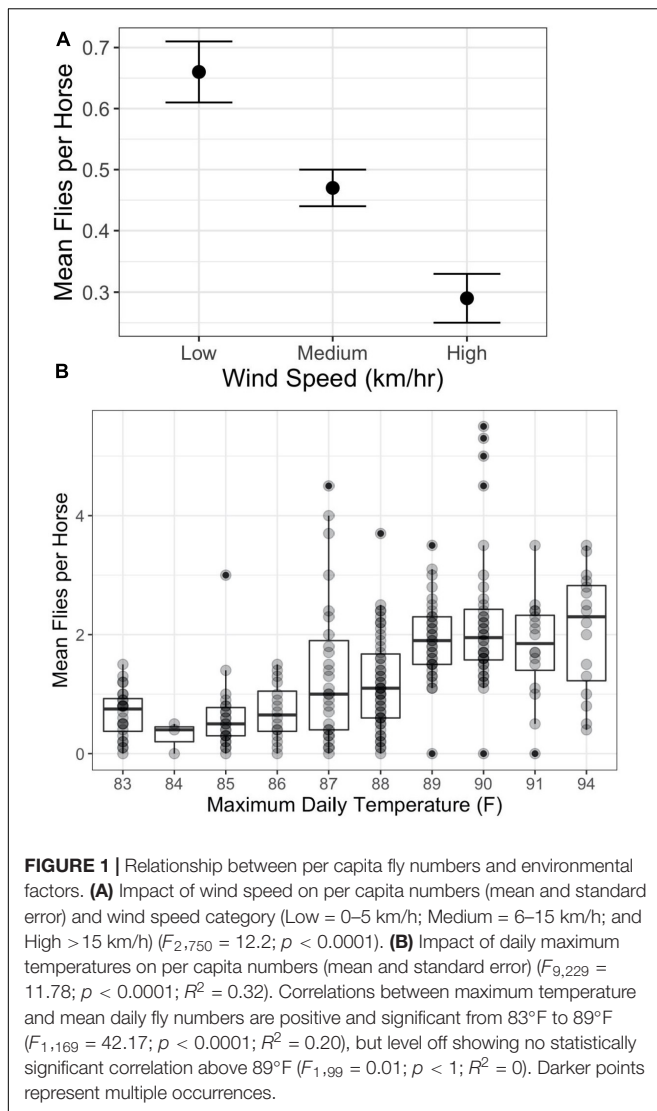 A
Mean Flies per Horse
0.7
0.6
0.5
0.4
0.3
Low Medium High
Wind Speed (km/hr)
B
Mean Flies per Horse
4
2
0
83 84 85 86 87 88 89 90 91 94
Maximum Daily Temperature (F)
FIGURE 1 | Relationship between per capita fly numbers and environmental
factors. (A) Impact of wind speed on per capita numbers (mean and standard
error) and wind speed category (Low = 0–5 km/h; Medium = 6–15 km/h; and
High >15 km/h) (F2,750 = 12.2; p < 0.0001). (B) Impact of daily maximum
temperatures on per capita numbers (mean and standard error) (F9,229 =
11.78; p < 0.0001; R2 = 0.32). Correlations between maximum temperature
and mean daily fly numbers are positive and significant from 83°F to 89°F
(F1,169 = 42.17; p < 0.0001; R2 = 0.20), but level off showing no statistically
significant correlation above 89°F (F1,99 = 0.01; p < 1; R2 = 0). Darker points
represent multiple occurrences.